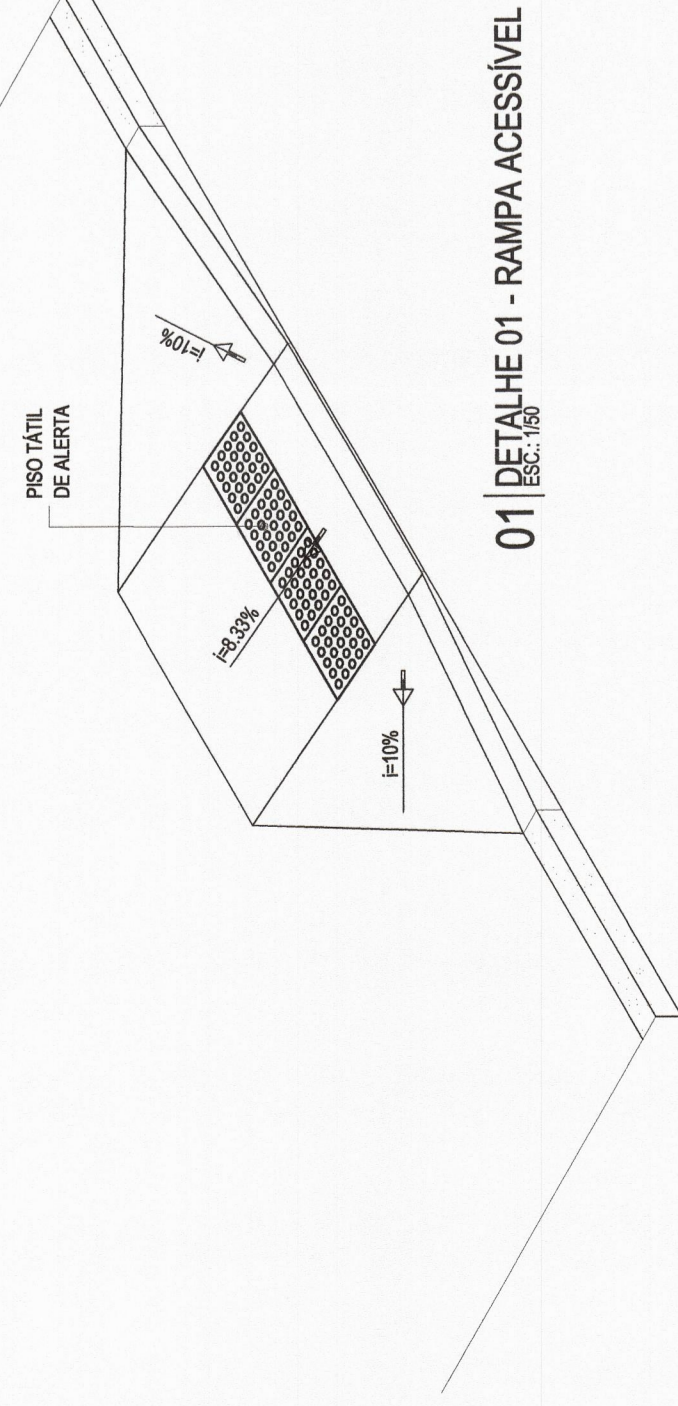 PISO TÁTIL
DE ALERTA
i=10%
i=8.33%
i=10%
01 DETALHE 01 - RAMPA ACESSÍVEL
ESC.: 1/50